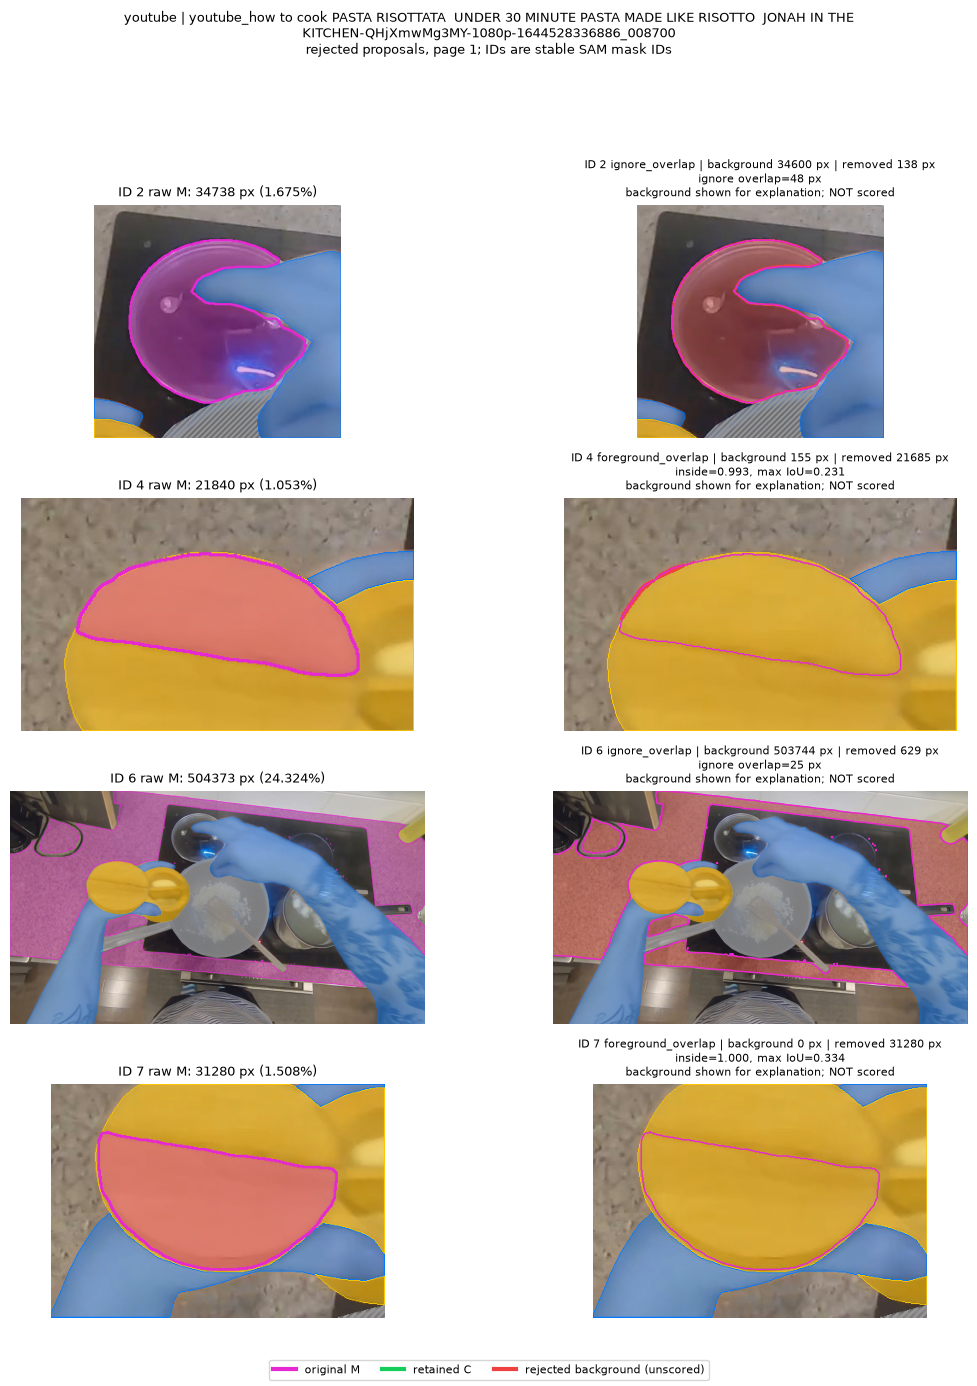 youtube | youtube_how to cook PASTA RISOTTATA  UNDER 30 MINUTE PASTA MADE LIKE RISOTTO  JONAH IN THE
KITCHEN-QHjXmwMg3MY-1080p-1644528336886_008700
rejected proposals, page 1; IDs are stable SAM mask IDs
ID 2 raw M: 34738 px (1.675%)
ID 2 ignore_overlap | background 34600 px | removed 138 px
ignore overlap=48 px
background shown for explanation; NOT scored
ID 4 raw M: 21840 px (1.053%)
ID 4 foreground_overlap | background 155 px | removed 21685 px
inside=0.993, max IoU=0.231
background shown for explanation; NOT scored
ID 6 raw M: 504373 px (24.324%)
ID 6 ignore_overlap | background 503744 px | removed 629 px
ignore overlap=25 px
background shown for explanation; NOT scored
ID 7 raw M: 31280 px (1.508%)
ID 7 foreground_overlap | background 0 px | removed 31280 px
inside=1.000, max IoU=0.334
background shown for explanation; NOT scored
original M
retained C
rejected background (unscored)